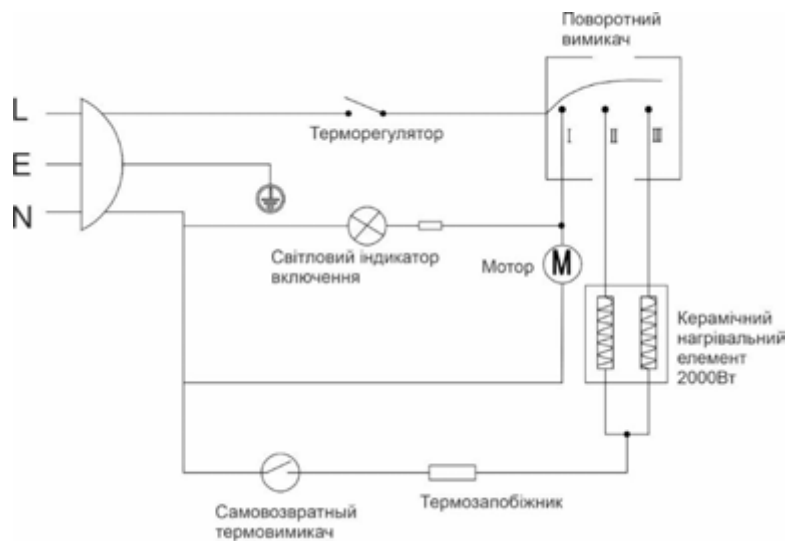 Поворотний
вимикач
L
Терморегулятор
I
II
III
E
N
Світловий індикатор
включення
Мотор
M
Керамічний
нагрівальний
елемент
2000Вт
Термозапобіжник
Самовозвратный
термовимикач